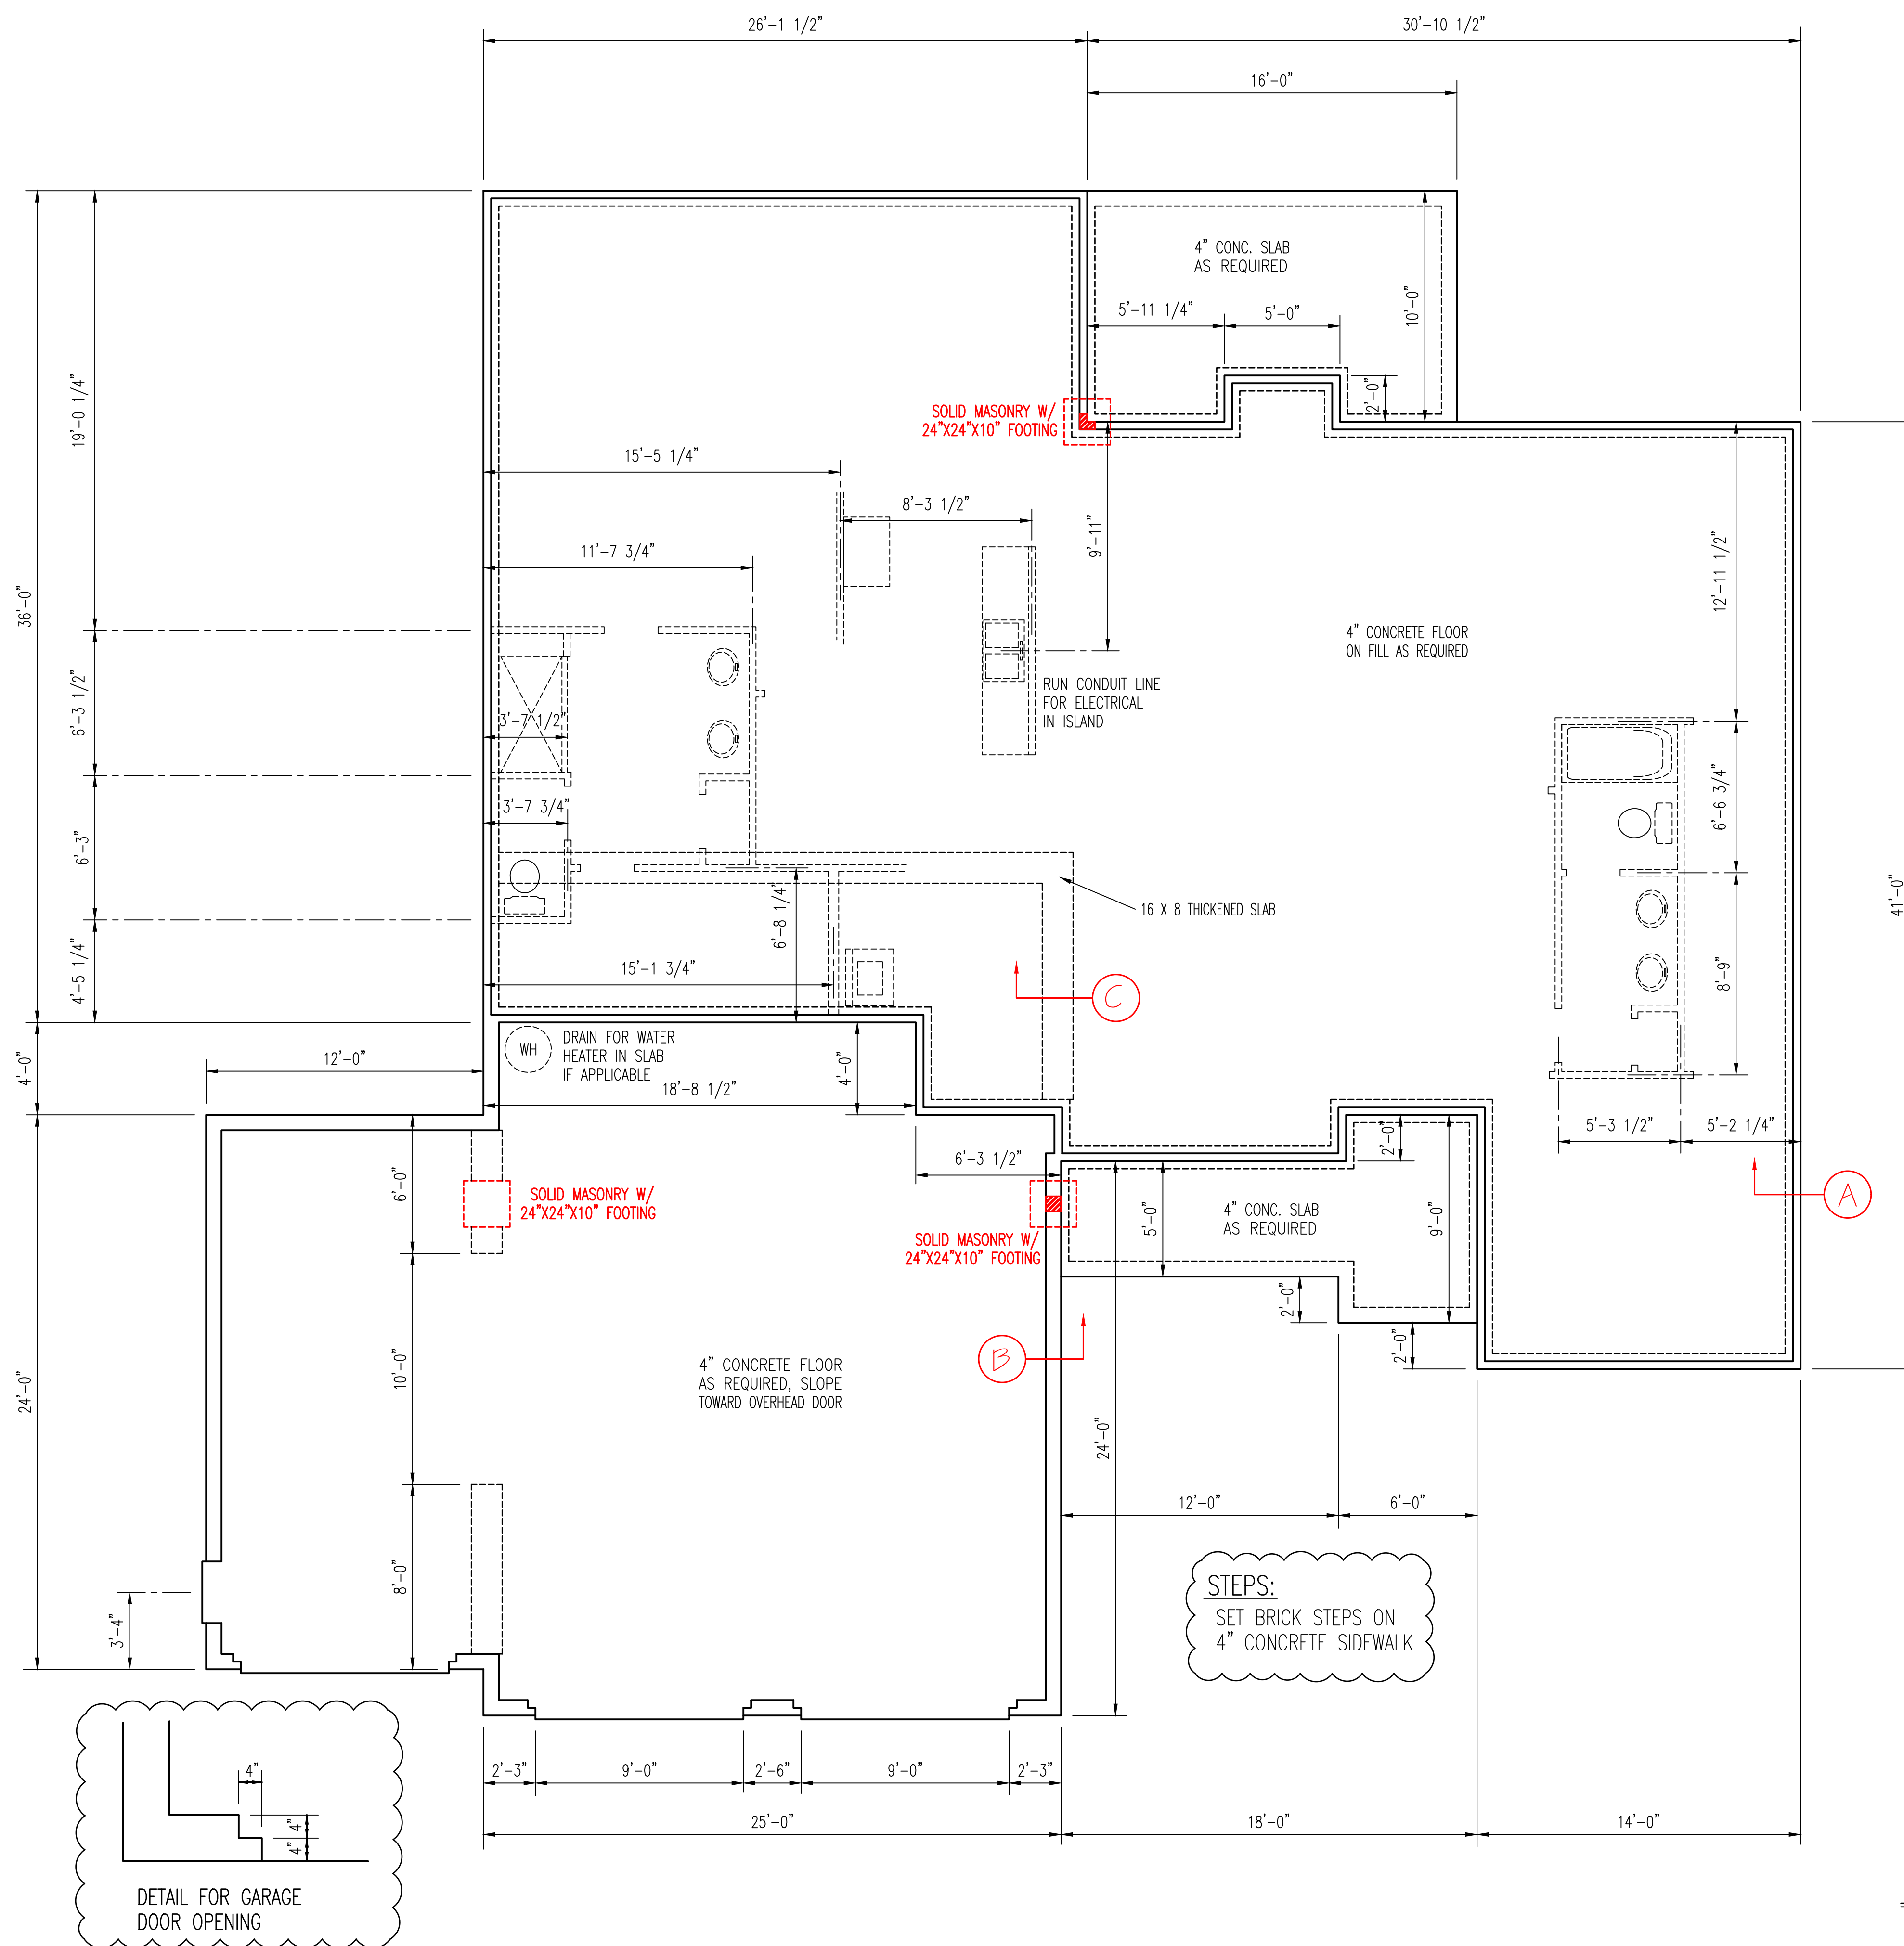 26'-1 1/2"
30'-10 1/2"
16'-0"
4" CONC. SLAB
AS REQUIRED
5'-11 1/4"
5'-0"
10'-0"
2'-0"
19'-0 1/4"
SOLID MASONRY W/
24"X24"X10" FOOTING
15'-5 1/4"
8'-3 1/2"
11'-7 3/4"
9'-11"
12'-11 1/2"
36'-0"
4" CONCRETE FLOOR
ON FILL AS REQUIRED
6'-3 1/2"
3'-7 1/2"
RUN CONDUIT LINE
FOR ELECTRICAL
IN ISLAND
6'-6 3/4"
3'-7 3/4"
6'-3"
6'-8 1/4"
16 X 8 THICKENED SLAB
41'-0"
4'-5 1/4"
15'-1 3/4"
8'-9"
C
4'-0"
12'-0"
WH
DRAIN FOR WATER
HEATER IN SLAB
IF APPLICABLE
18'-8 1/2"
4'-0"
5'-3 1/2"
5'-2 1/4"
2'-0"
6'-3 1/2"
6'-0"
SOLID MASONRY W/
24"X24"X10" FOOTING
SOLID MASONRY W/
24"X24"X10" FOOTING
5'-0"
4" CONC. SLAB
AS REQUIRED
9'-0"
A
2'-0"
2'-0"
B
10'-0"
4" CONCRETE FLOOR
AS REQUIRED, SLOPE
TOWARD OVERHEAD DOOR
24'-0"
24'-0"
12'-0"
6'-0"
8'-0"
3'-4"
STEPS:
SET BRICK STEPS ON
4" CONCRETE SIDEWALK
2'-3"
9'-0"
2'-6"
9'-0"
2'-3"
25'-0"
18'-0"
14'-0"
4"
4"
4"
DETAIL FOR GARAGE
DOOR OPENING